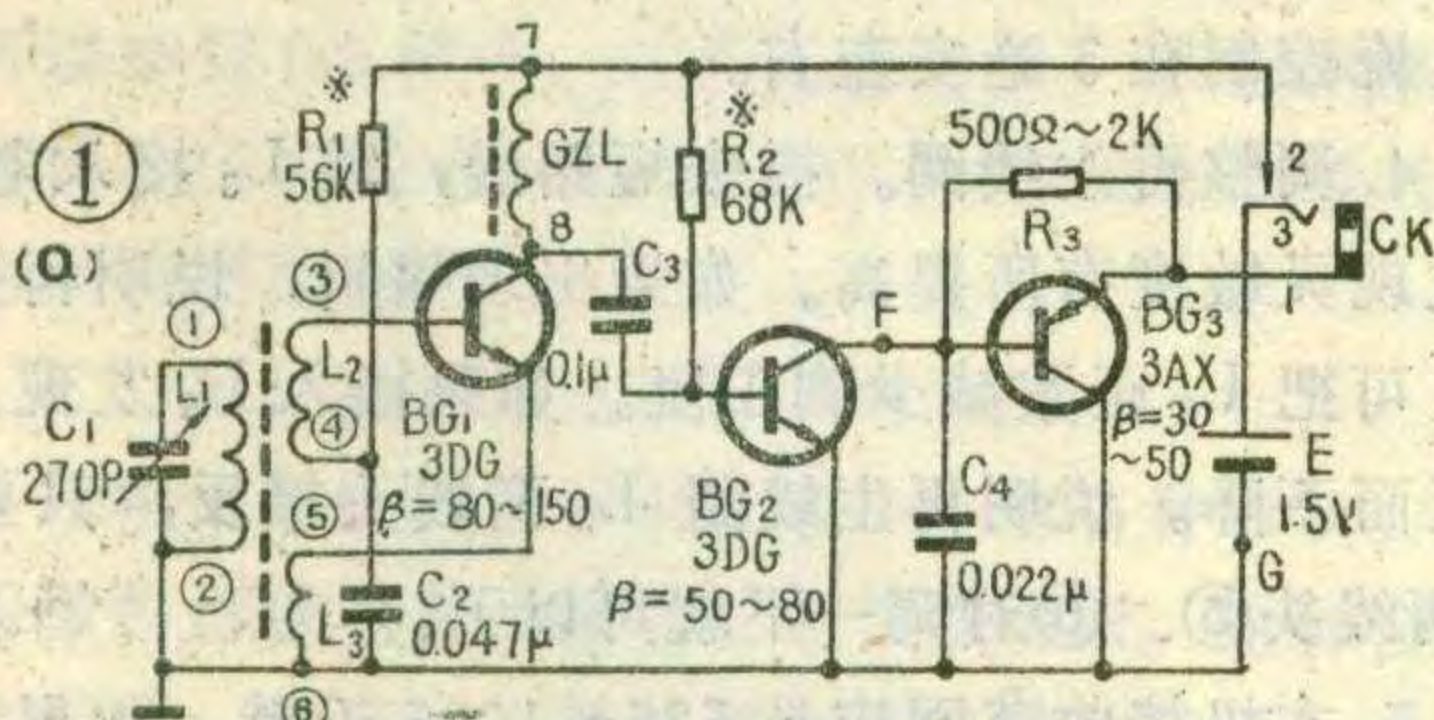 ①
(a)
7
※
R₁
56K
GZL
※
R₂
68K
500Ω~2K
R₃
2
3
CK
1
8
C₃
0.1μ
③
L₂
④
①
L₁
C₁
270P
②
BG₁
3DG
β=80~150
⑤
L₃
C₂
0.047μ
⑥
F
BG₂
3DG
β=50~80
C₄
0.022μ
BG₃
3AX
β=30
~50
E
1.5V
G